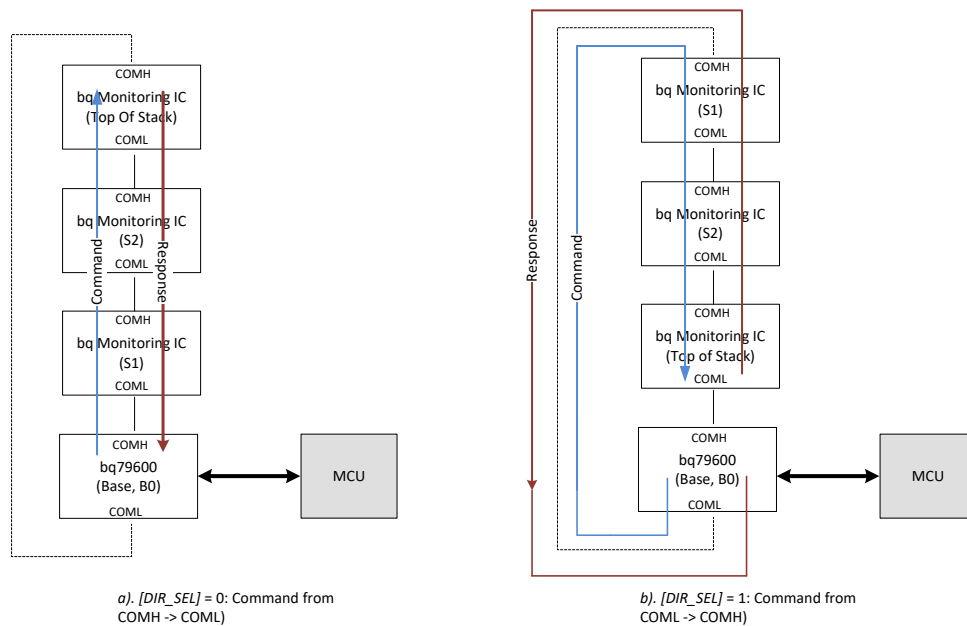 COMH
bq Monitoring IC
(Top Of Stack)
COML
COMH
bq Monitoring IC
(S2)
COML
Command
Response
COMH
bq Monitoring IC
(S1)
COML
COMH
bq79600
(Base, B0)
COML
MCU
a). [DIR_SEL] = 0: Command from
COMH -> COML)
COMH
bq Monitoring IC
(S1)
COML
COMH
bq Monitoring IC
(S2)
COML
Response
Command
COMH
bq Monitoring IC
(Top of Stack)
COML
COMH
bq79600
(Base, B0)
COML
MCU
b). [DIR_SEL] = 1: Command from
COML -> COMH)